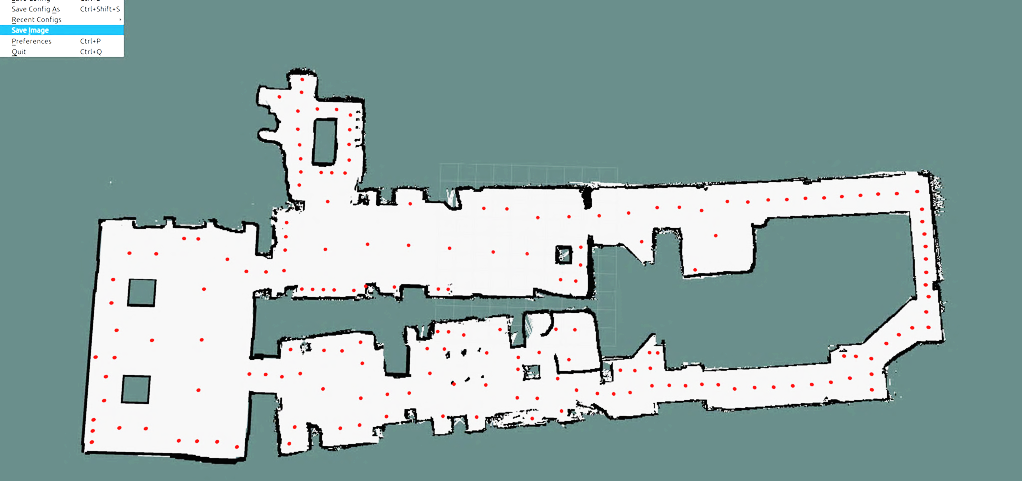 Save Config As Ctrl+Shift+S
Recent Configs
Save Image
Preferences Ctrl+P
Quit Ctrl+Q